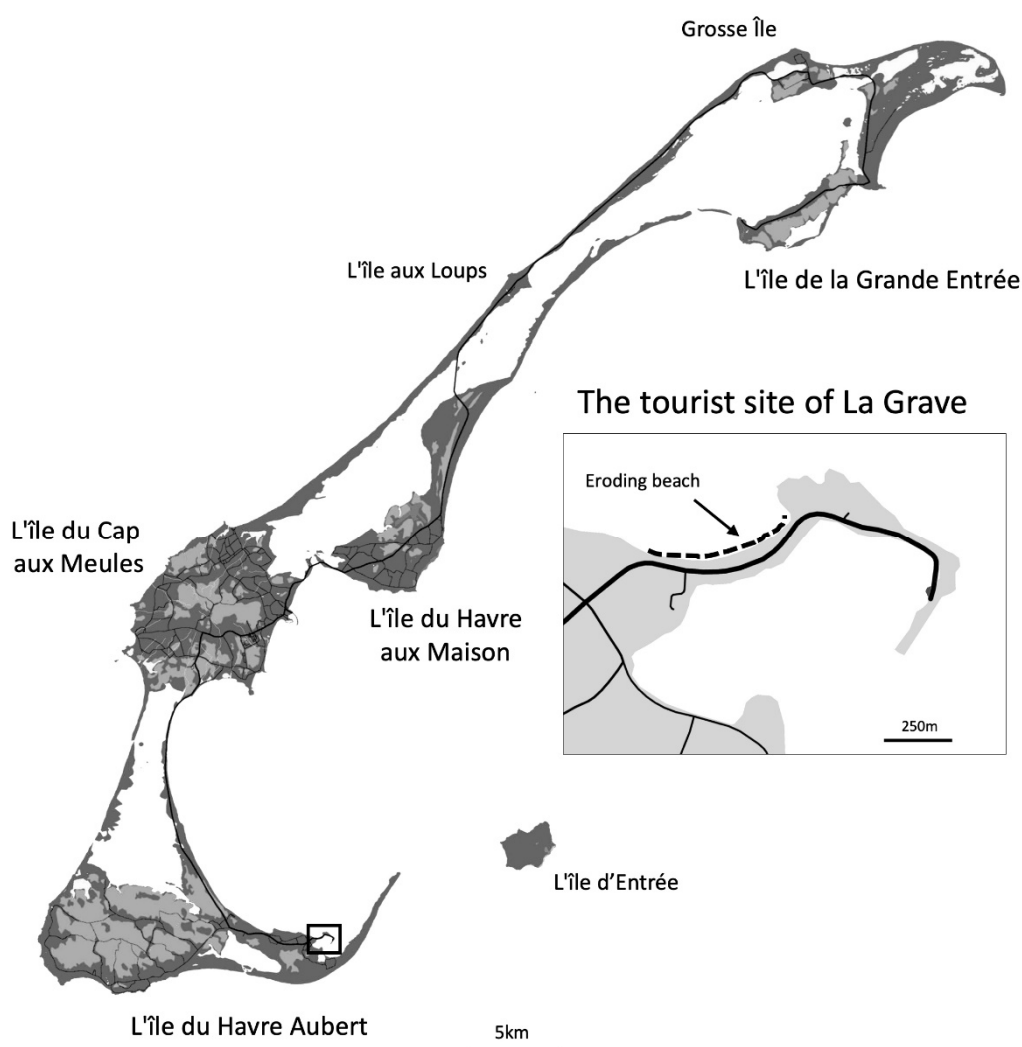 Grosse Île
L'île aux Loups
L'île de la Grande Entrée
The tourist site of La Grave
Eroding beach
L'île du Cap
aux Meules
L'île du Havre
aux Maison
250m
L'île d’Entrée
L'île du Havre Aubert
5km